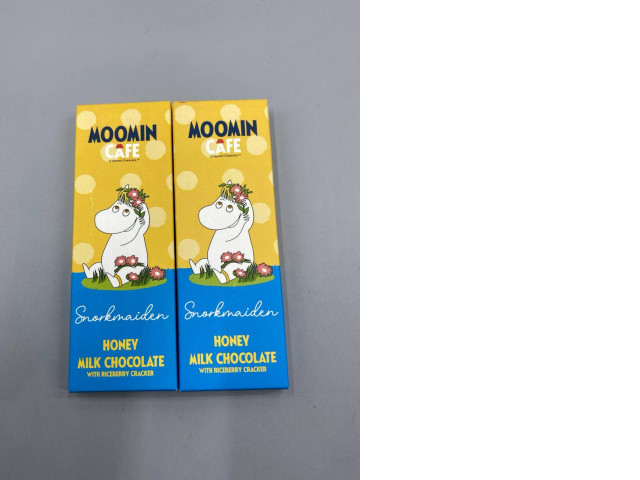 MOOMIN
CAFE
Snorkmaiden
HONEY
MILK CHOCOLATE
WITH RICEBERRY CRACKER
MOOMIN
CAFE
Snorkmaiden
HONEY
MILK CHOCOLATE
WITH RICEBERRY CRACKER